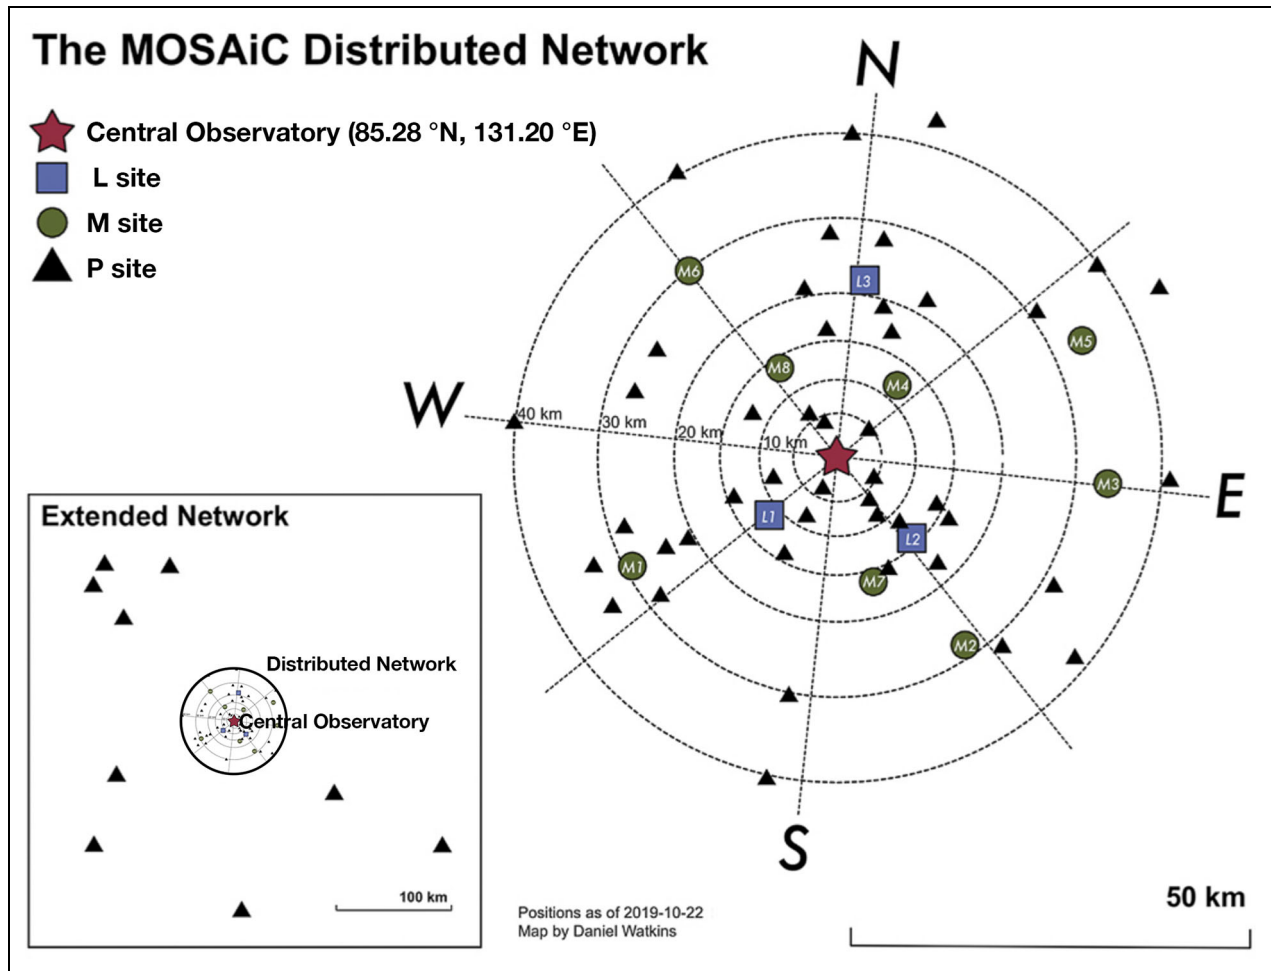 The MOSAiC Distributed Network
Central Observatory (85.28 °N, 131.20 °E)
L site
M site
P site
N
W
E
S
40 km
30 km
20 km
10 km
M6
L3
M5
M8
M4
M3
L1
L2
M1
M7
M2
Extended Network
Distributed Network
Central Observatory
100 km
Positions as of 2019-10-22
Map by Daniel Watkins
50 km